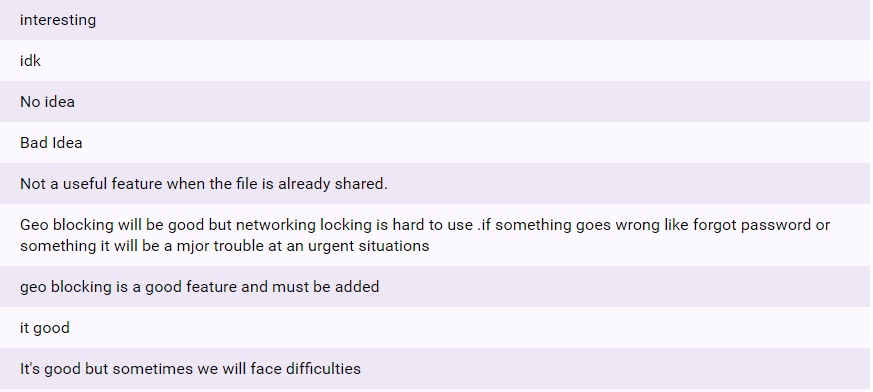 interesting
idk
No idea
Bad Idea
Not a useful feature when the file is already shared.
Geo blocking will be good but networking locking is hard to use .if something goes wrong like forgot password or
something it will be a mjor trouble at an urgent situations
geo blocking is a good feature and must be added
it good
It's good but sometimes we will face difficulties